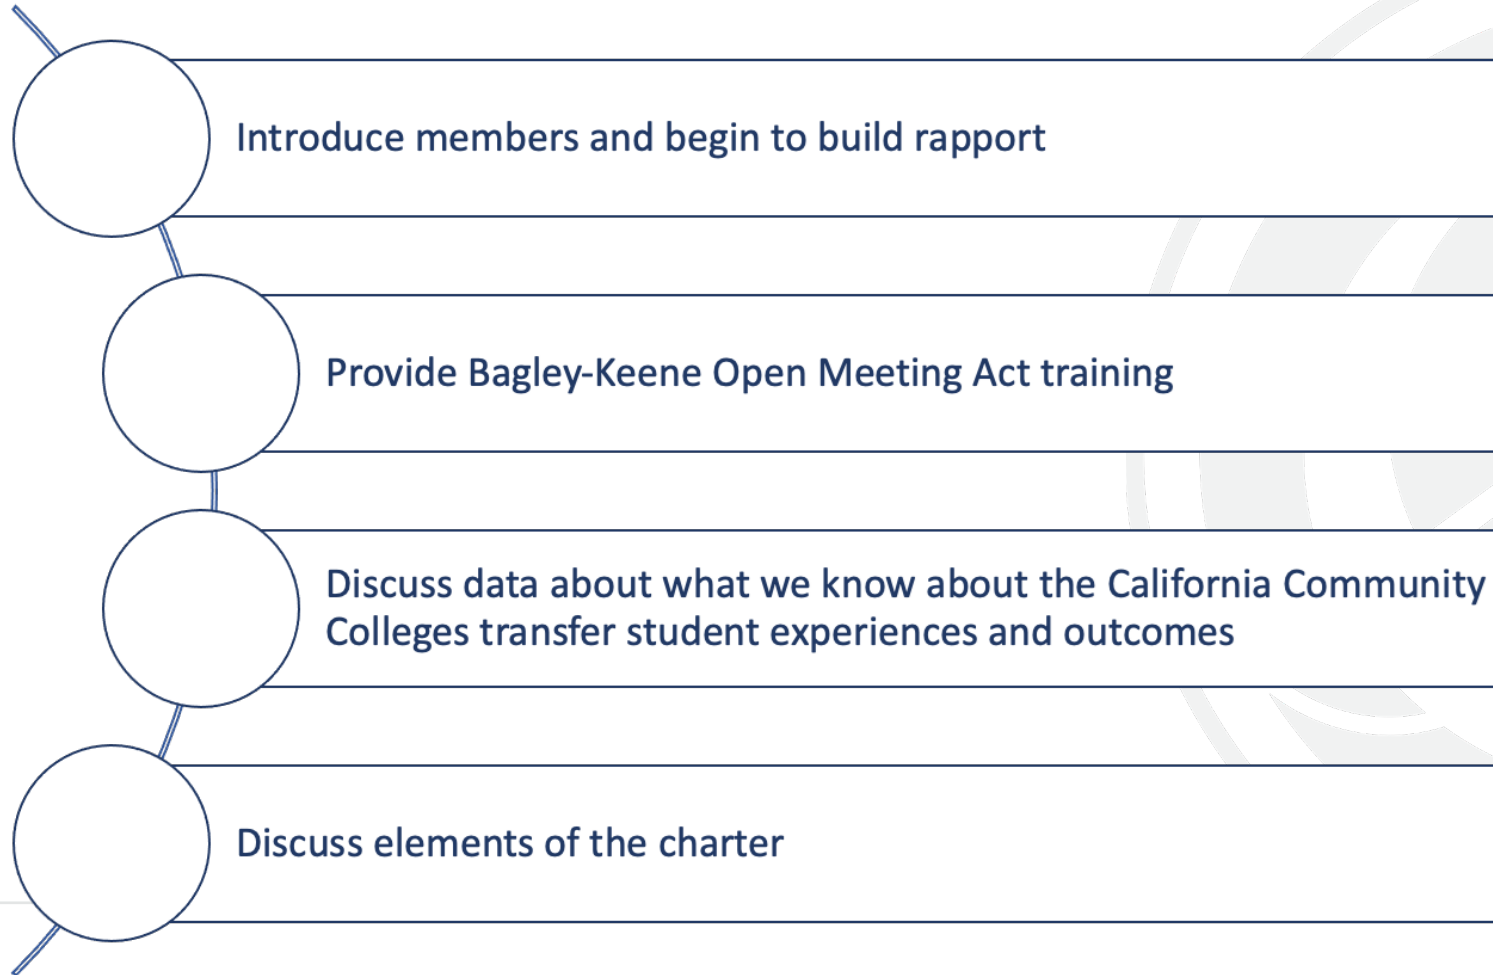 Introduce members and begin to build rapport
Provide Bagley-Keene Open Meeting Act training
Discuss data about what we know about the California Community
Colleges transfer student experiences and outcomes
Discuss elements of the charter